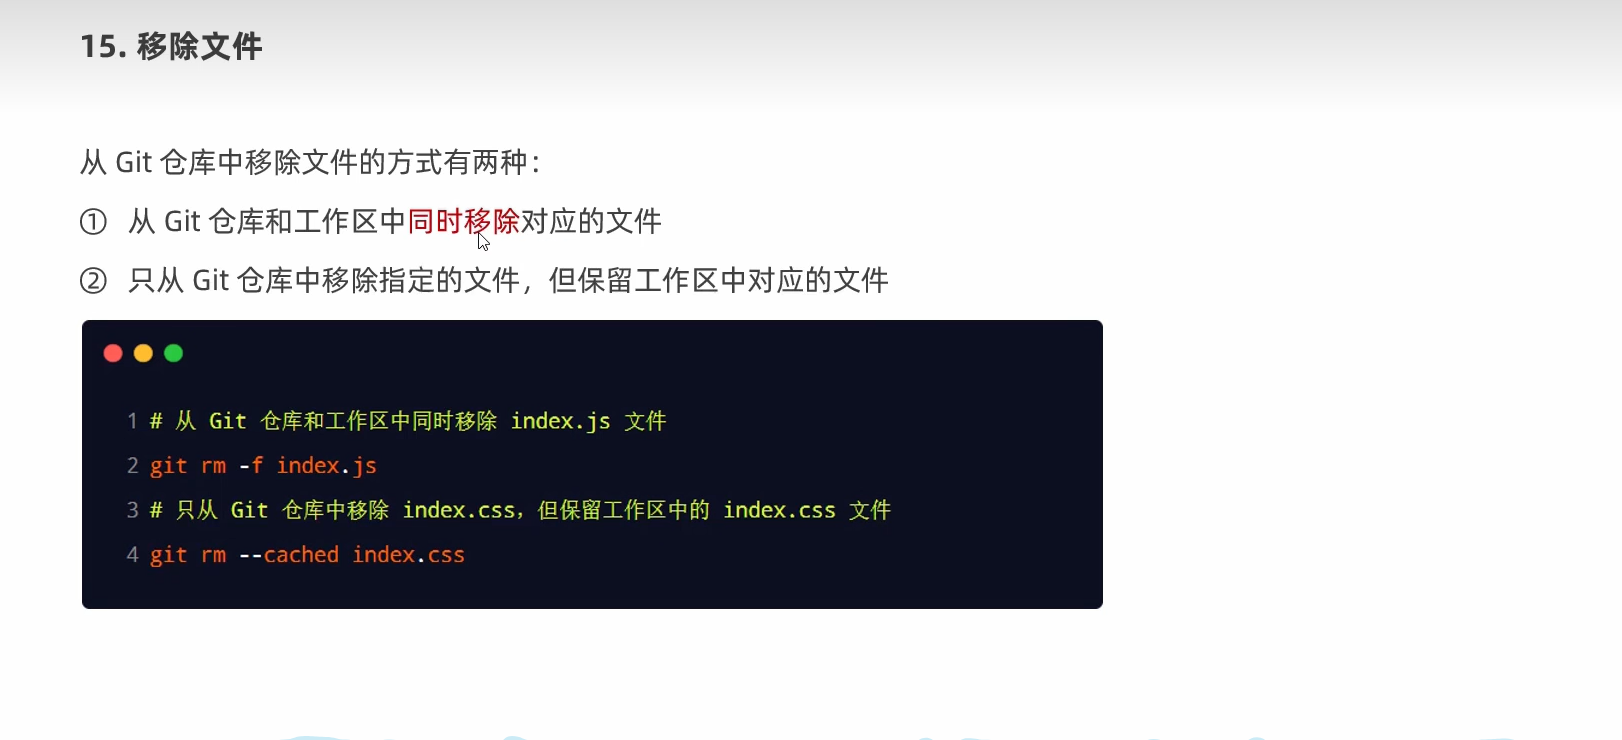 15. 移除文件
从 Git 仓库中移除文件的方式有两种：
① 从 Git 仓库和工作区中同时移除对应的文件
② 只从 Git 仓库中移除指定的文件，但保留工作区中对应的文件
1 # 从 Git 仓库和工作区中同时移除 index.js 文件
2 git rm -f index.js
3 # 只从 Git 仓库中移除 index.css，但保留工作区中的 index.css 文件
4 git rm --cached index.css